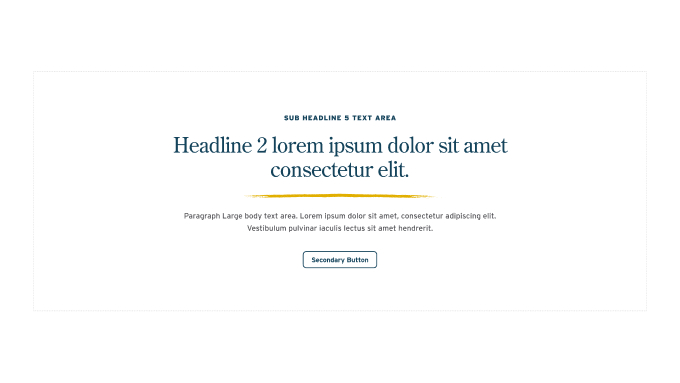 SUB HEADLINE 5 TEXT AREA
Headline 2 lorem ipsum dolor sit amet
consectetur elit.
Paragraph Large body text area. Lorem ipsum dolor sit amet, consectetur adipiscing elit.
Vestibulum pulvinar iaculis lectus sit amet hendrerit.
Secondary Button